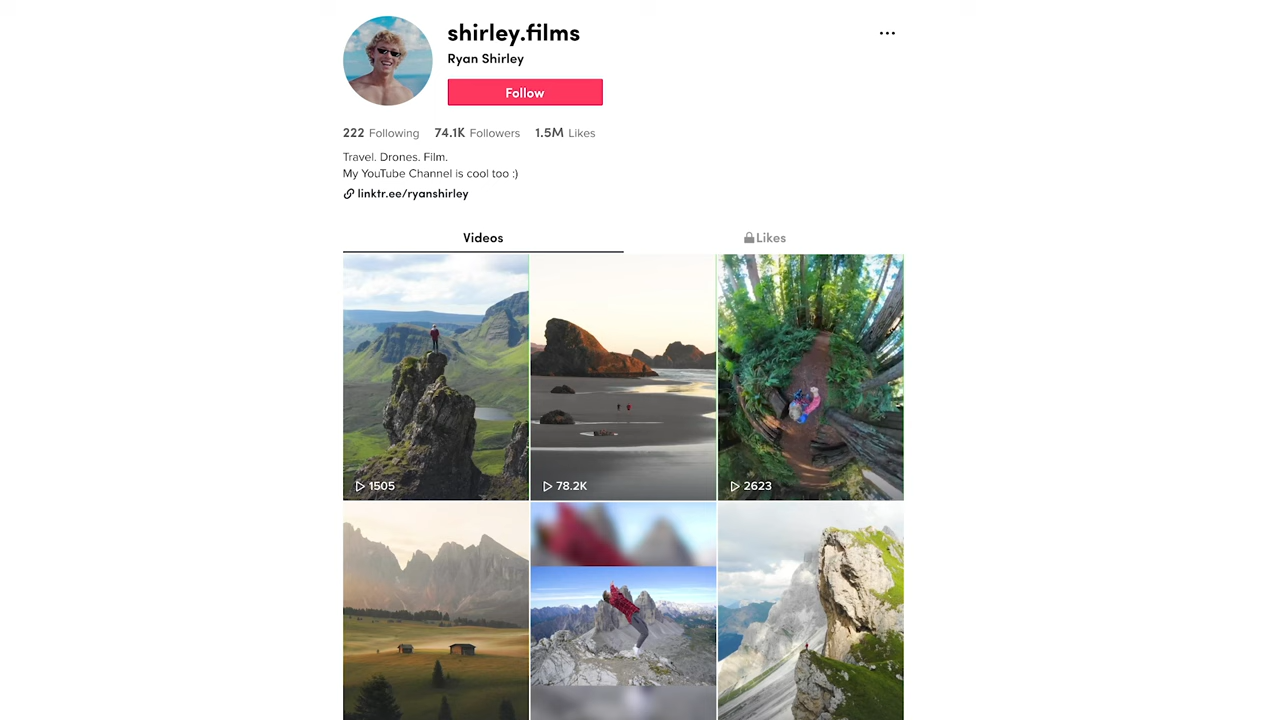 shirley.films
Ryan Shirley
Follow
222 Following 74.1K Followers 1.5M Likes
Travel. Drones. Film.
My YouTube Channel is cool too :)
linktr.ee/ryanshirley
Videos Likes
1505 78.2K 2623